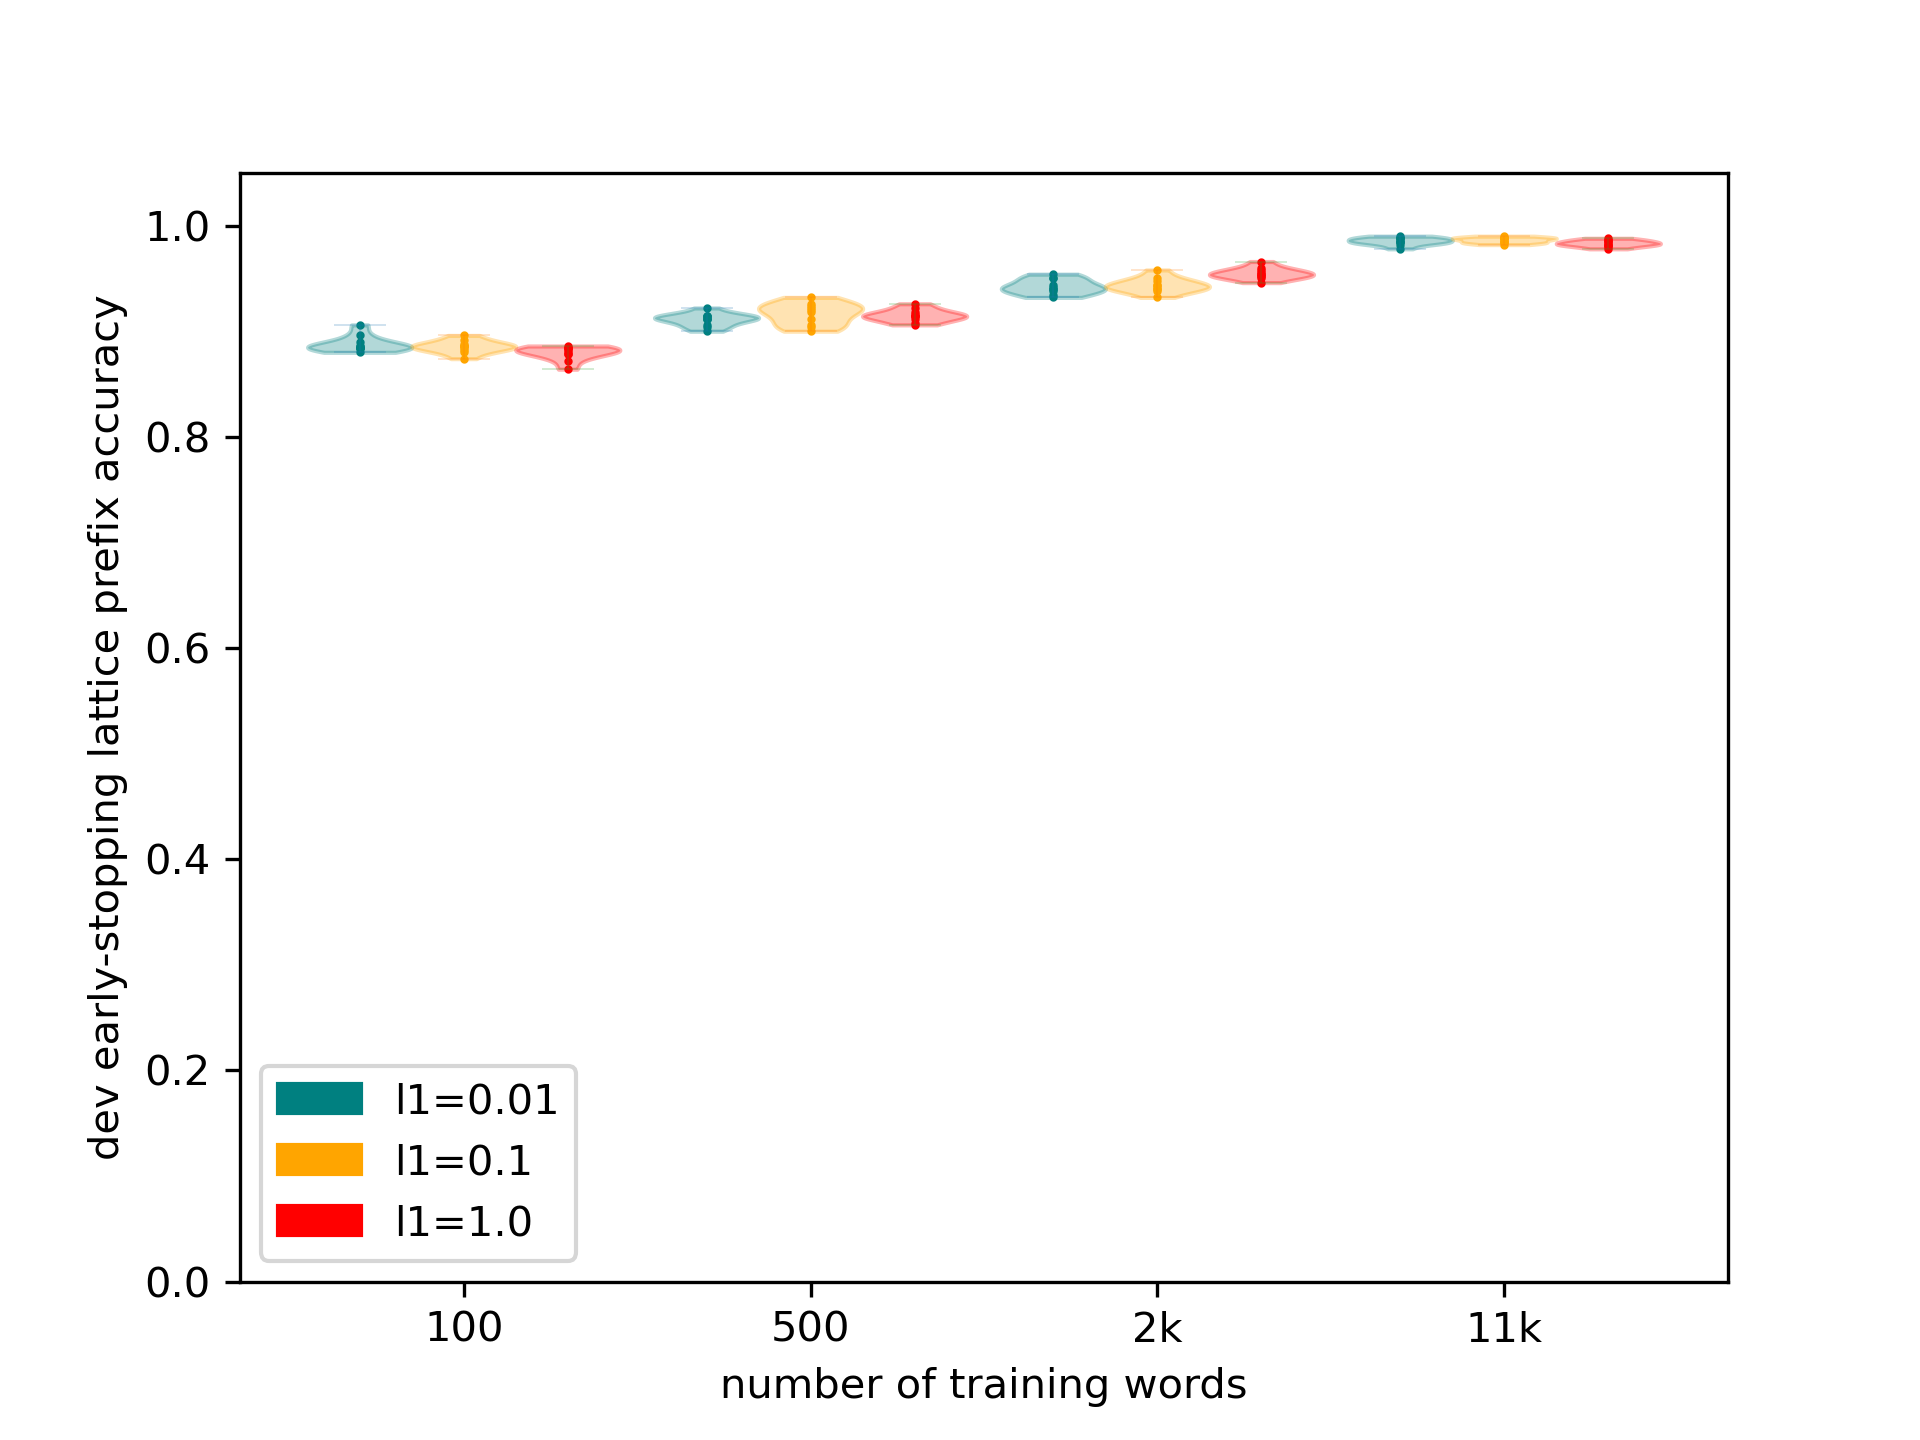 dev early-stopping lattice prefix accuracy
1.0
0.8
0.6
0.4
0.2
0.0
l1=0.01
l1=0.1
l1=1.0
100 500 2k 11k
number of training words